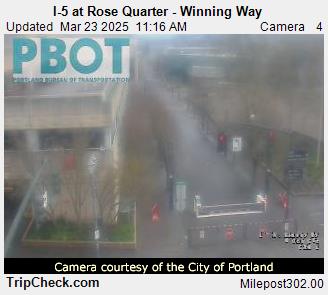 I-5 at Rose Quarter - Winning Way
Updated Mar 23 2025 11:16 AM Camera 4
PBOT
PORTLAND BUREAU OF TRANSPORTATION
Camera courtesy of the City of Portland
TripCheck.com Milepost302.00